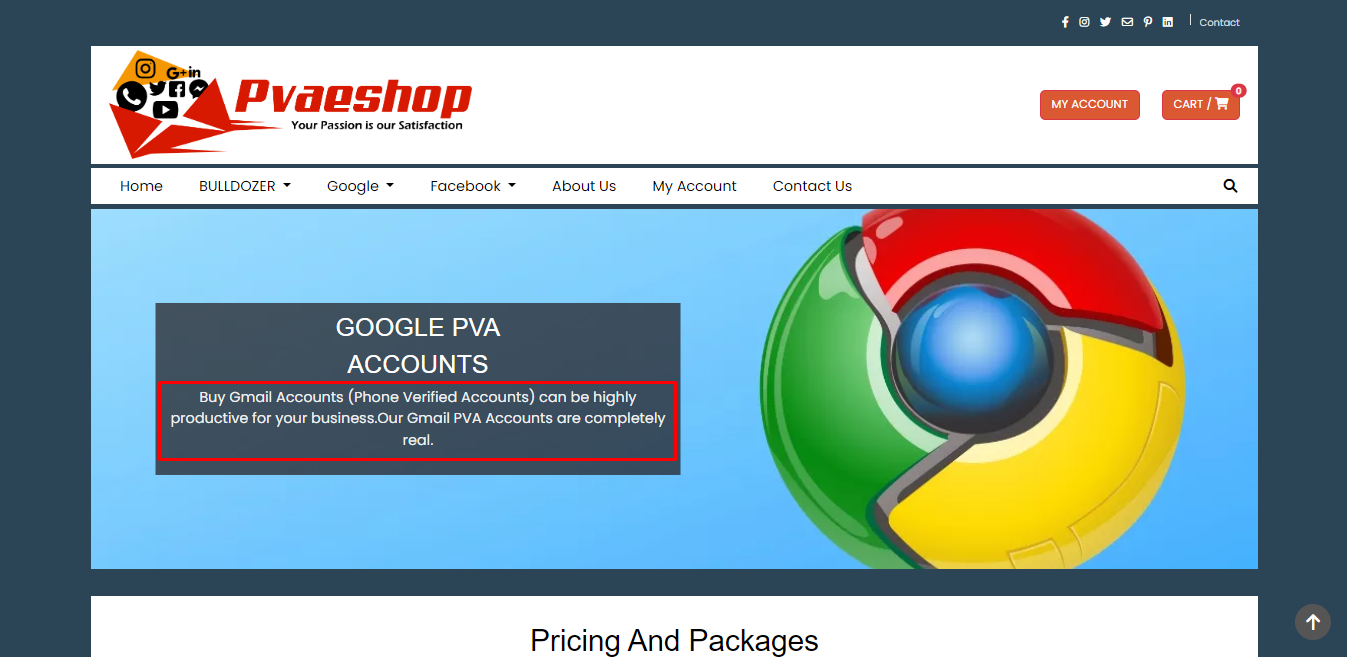 Contact
G+ in
Pvaeshop
Your Passion is our Satisfaction
MY ACCOUNT
CART /
0
Home BULLDOZER Google Facebook About Us My Account Contact Us
GOOGLE PVA
ACCOUNTS
Buy Gmail Accounts (Phone Verified Accounts) can be highly
productive for your business.Our Gmail PVA Accounts are completely
real.
Pricing And Packages